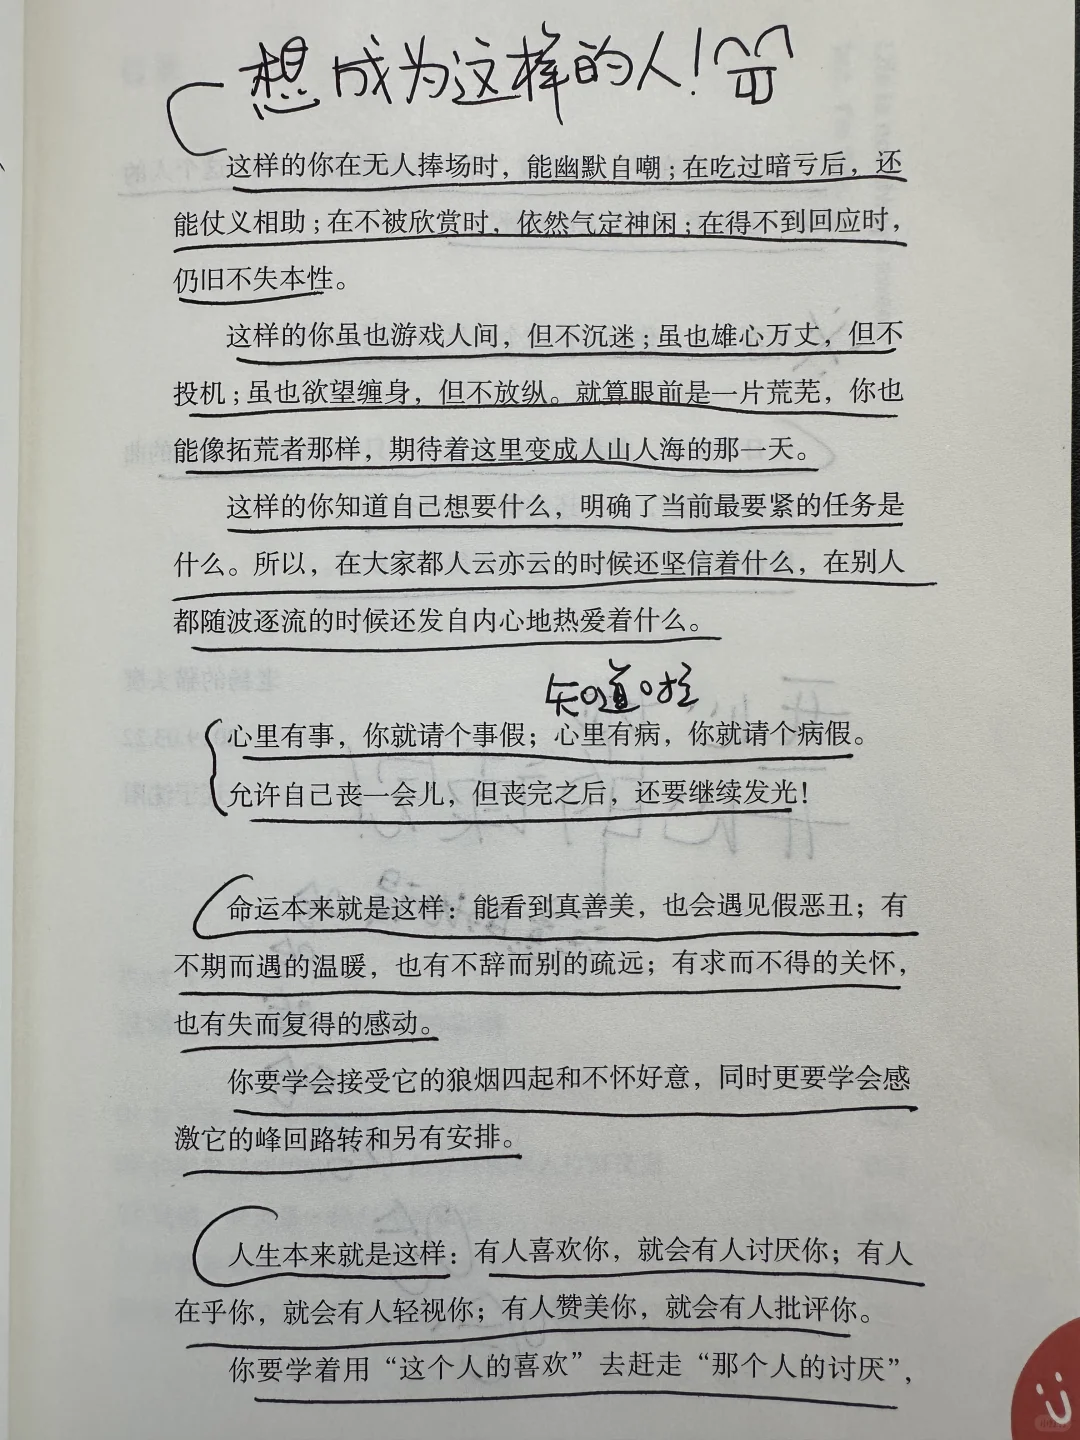 想成为这样的人!
这样的你在无人捧场时，能幽默自嘲；在吃过暗亏后，还
能仗义相助；在不被欣赏时，依然气定神闲；在得不到回应时，
仍旧不失本性。
这样的你虽也游戏人间，但不沉迷；虽也雄心万丈，但不
投机；虽也欲望缠身，但不放纵。就算眼前是一片荒芜，你也
能像拓荒者那样，期待着这里变成人山人海的那一天。
这样的你知道自己想要什么，明确了当前最要紧的任务是
什么。所以，在大家都人云亦云的时候还坚信着什么，在别人
都随波逐流的时候还发自内心地热爱着什么。
知道啦
心里有事，你就请个事假；心里有病，你就请个病假。
允许自己丧一会儿，但丧完之后，还要继续发光！
命运本来就是这样：能看到真善美，也会遇见假恶丑；有
不期而遇的温暖，也有不辞而别的疏远；有求而不得的关怀，
也有失而复得的感动。
你要学会接受它的狼烟四起和不怀好意，同时更要学会感
激它的峰回路转和另有安排。
人生本来就是这样：有人喜欢你，就会有人讨厌你；有人
在乎你，就会有人轻视你；有人赞美你，就会有人批评你。
你要学着用“这个人的喜欢”去赶走“那个人的讨厌”，